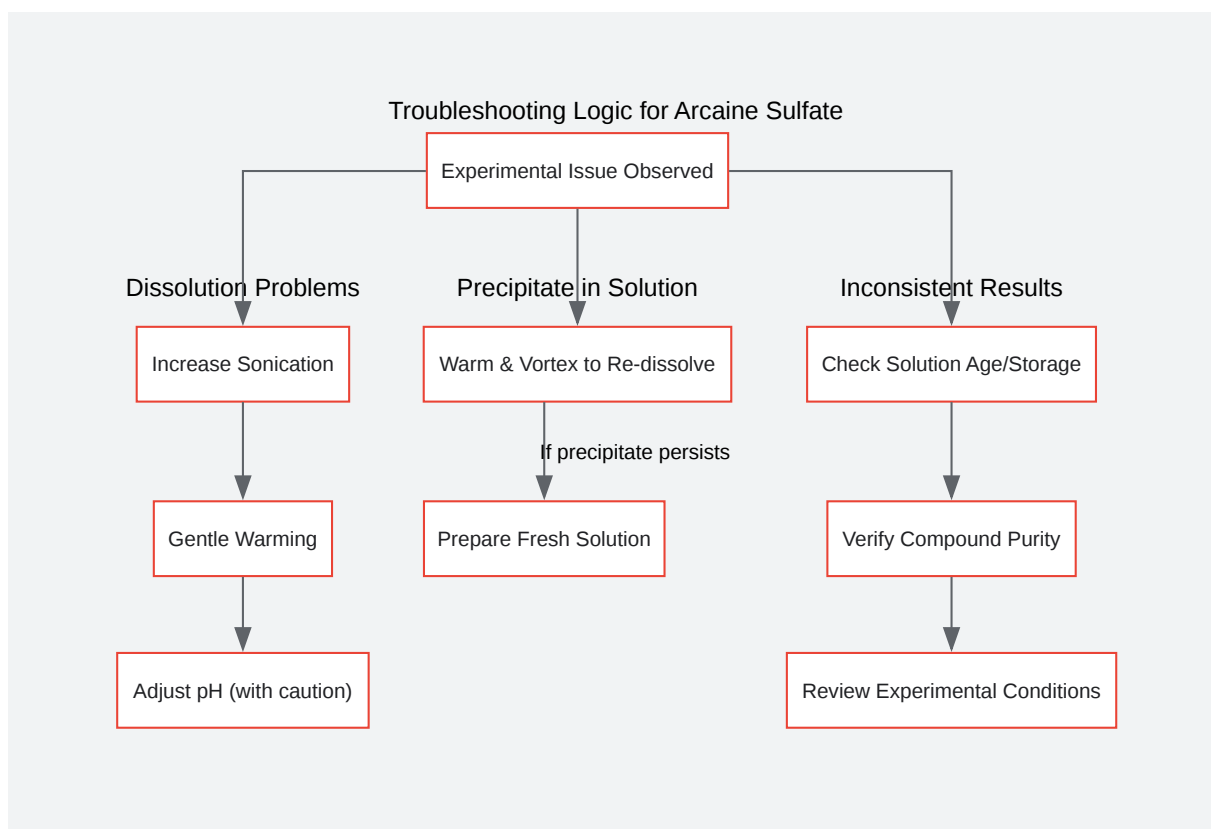 Troubleshooting Logic for Arcaine Sulfate
Experimental Issue Observed
Dissolution Problems
Precipitate in Solution
Inconsistent Results
Increase Sonication
Warm & Vortex to Re-dissolve
Check Solution Age/Storage
If precipitate persists
Gentle Warming
Prepare Fresh Solution
Verify Compound Purity
Adjust pH (with caution)
Review Experimental Conditions